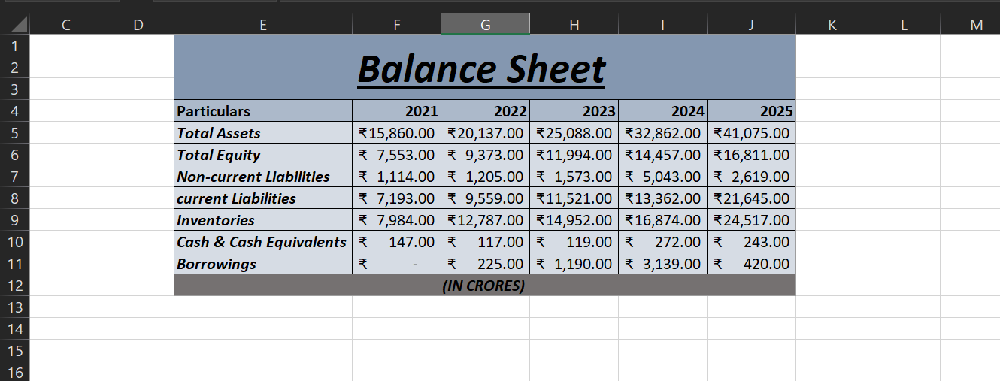 C D E F G H I J K L M
1
2 Balance Sheet
3
4 Particulars 2021 2022 2023 2024 2025
5 Total Assets ₹15,860.00 ₹20,137.00 ₹25,088.00 ₹32,862.00 ₹41,075.00
6 Total Equity ₹ 7,553.00 ₹ 9,373.00 ₹11,994.00 ₹14,457.00 ₹16,811.00
7 Non-current Liabilities ₹ 1,114.00 ₹ 1,205.00 ₹ 1,573.00 ₹ 5,043.00 ₹ 2,619.00
8 current Liabilities ₹ 7,193.00 ₹ 9,559.00 ₹11,521.00 ₹13,362.00 ₹21,645.00
9 Inventories ₹ 7,984.00 ₹12,787.00 ₹14,952.00 ₹16,874.00 ₹24,517.00
10 Cash & Cash Equivalents ₹ 147.00 ₹ 117.00 ₹ 119.00 ₹ 272.00 ₹ 243.00
11 Borrowings ₹ - ₹ 225.00 ₹ 1,190.00 ₹ 3,139.00 ₹ 420.00
12 (IN CRORES)
13
14
15
16